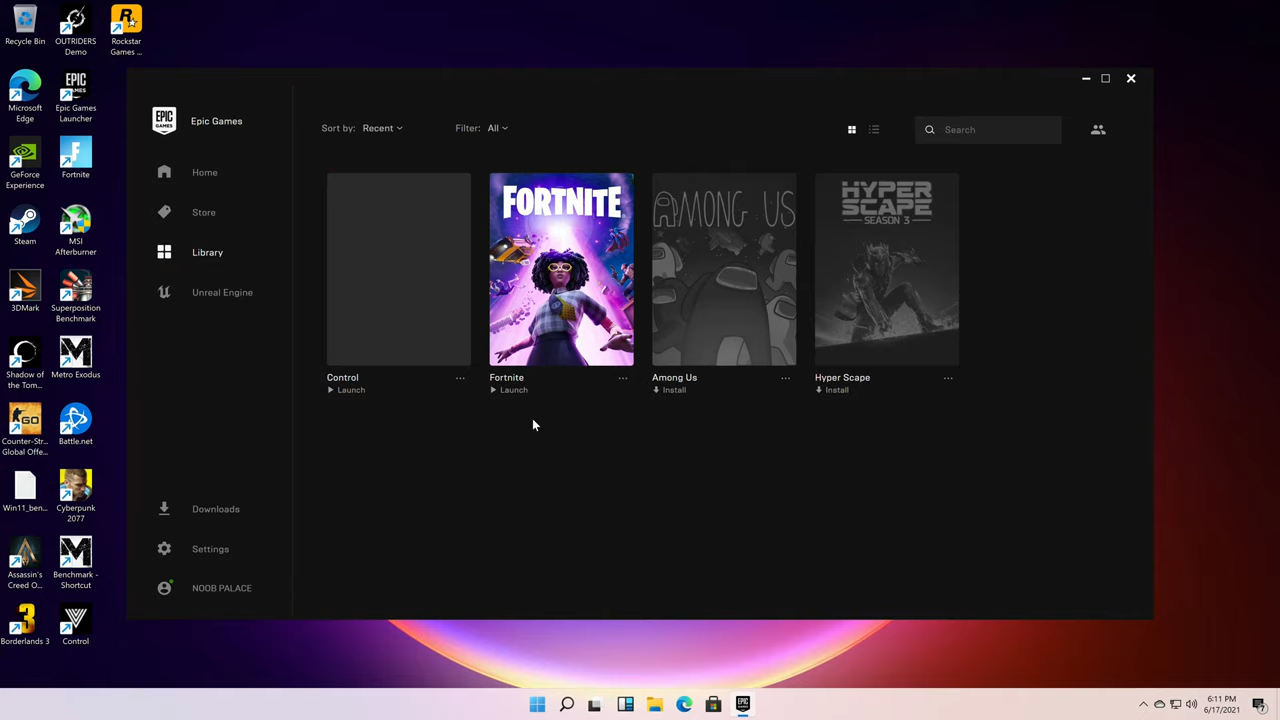 Recycle Bin
OUTRIDERS
Demo
Rockstar
Games ...
Microsoft
Edge
Epic Games
Launcher
GeForce
Experience
Fortnite
Steam
MSI
Afterburner
3DMark
Superposition
Benchmark
Shadow of
the Tom...
Metro Exodus
Counter-Str...
Global Offe...
Battle.net
Win11_ben...
Cyberpunk
2077
Assassin's
Creed O...
Benchmark -
Shortcut
Borderlands 3
Control
EPIC
GAMES
Epic Games
Home
Store
Library
Unreal Engine
Downloads
Settings
NOOB PALACE
Sort by: Recent
Filter: All
Search
FORTNITE
AMONG US
HYPER
SCAPE
SEASON 3
Control
Launch
Fortnite
Launch
Among Us
Install
Hyper Scape
Install
6:11 PM
6/17/2021